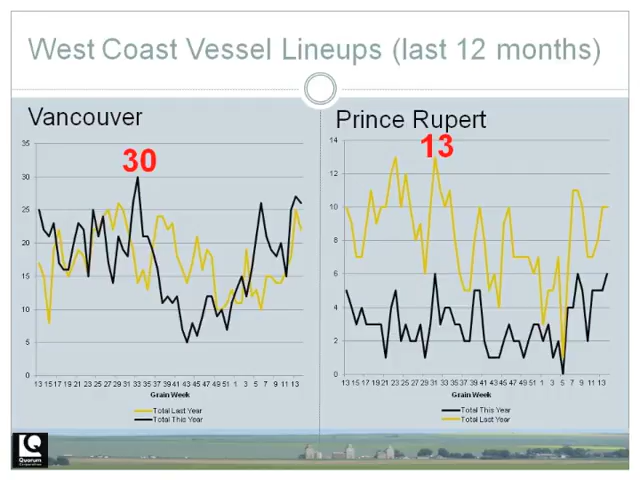 West Coast Vessel Lineups (last 12 months)
Vancouver
30
35
30
25
20
15
10
5
0
13 15 17 19 21 23 25 27 29 31 33 35 37 39 41 43 45 47 49 51 1 3 5 7 9 11 13
Grain Week
Total Last Year
Total This Year
Prince Rupert
13
14
12
10
8
6
4
2
0
13 15 17 19 21 23 25 27 29 31 33 35 37 39 41 43 45 47 49 51 1 3 5 7 9 11 13
Grain Week
Total This Year
Total Last Year
Quorum
Corporation